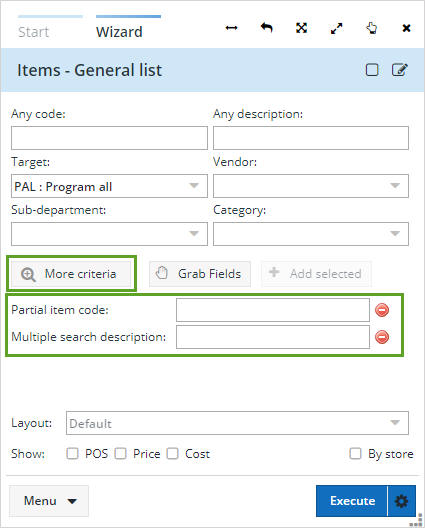 Start Wizard
Items - General list
Any code: Any description:
Target: Vendor:
PAL : Program all
Sub-department: Category:
More criteria Grab Fields Add selected
Partial item code:
Multiple search description:
Layout: Default
Show: POS Price Cost By store
Menu Execute